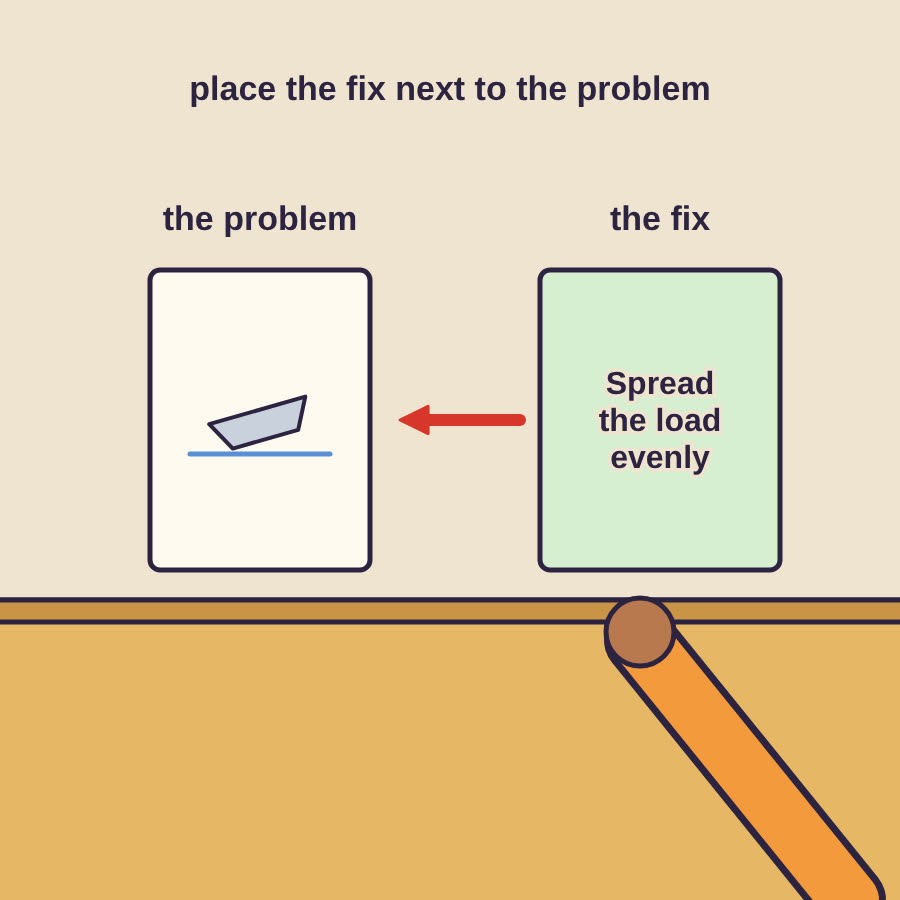 place the fix next to the problem
the problem
the fix
Spread
the load
evenly